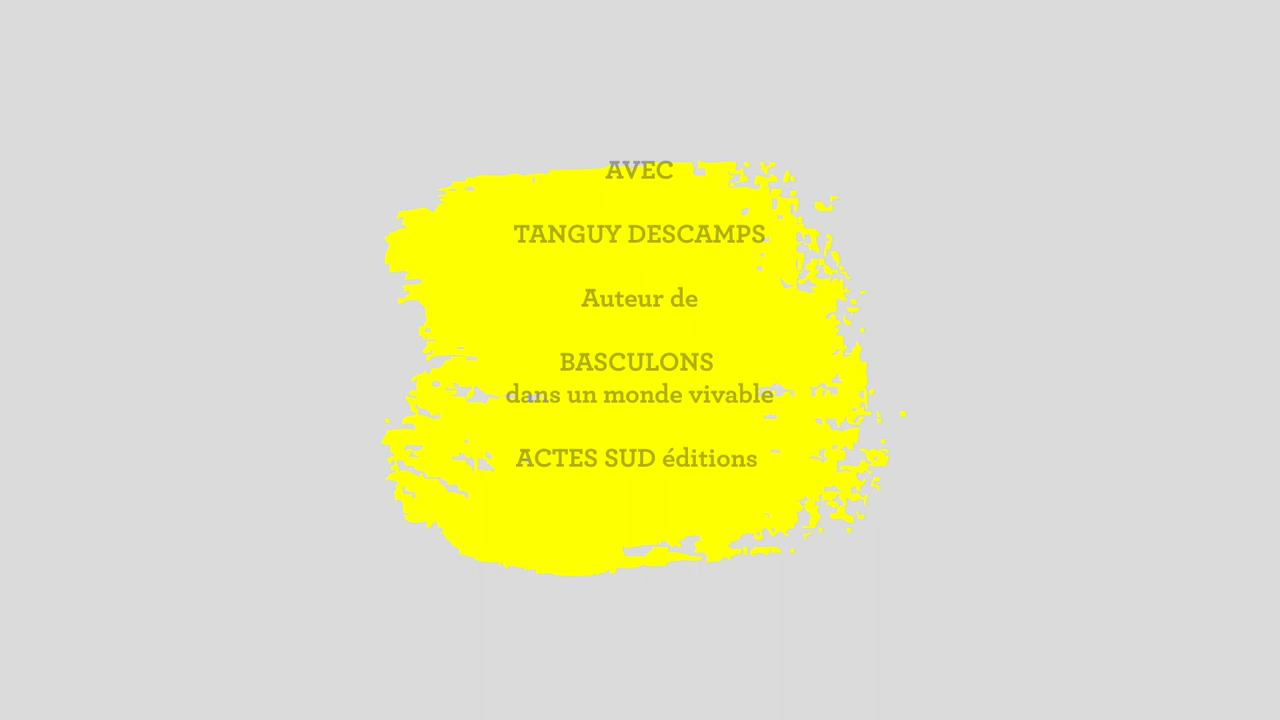 AVEC
TANGUY DESCAMPS
Auteur de
BASCULONS
dans un monde vivable
ACTES SUD éditions